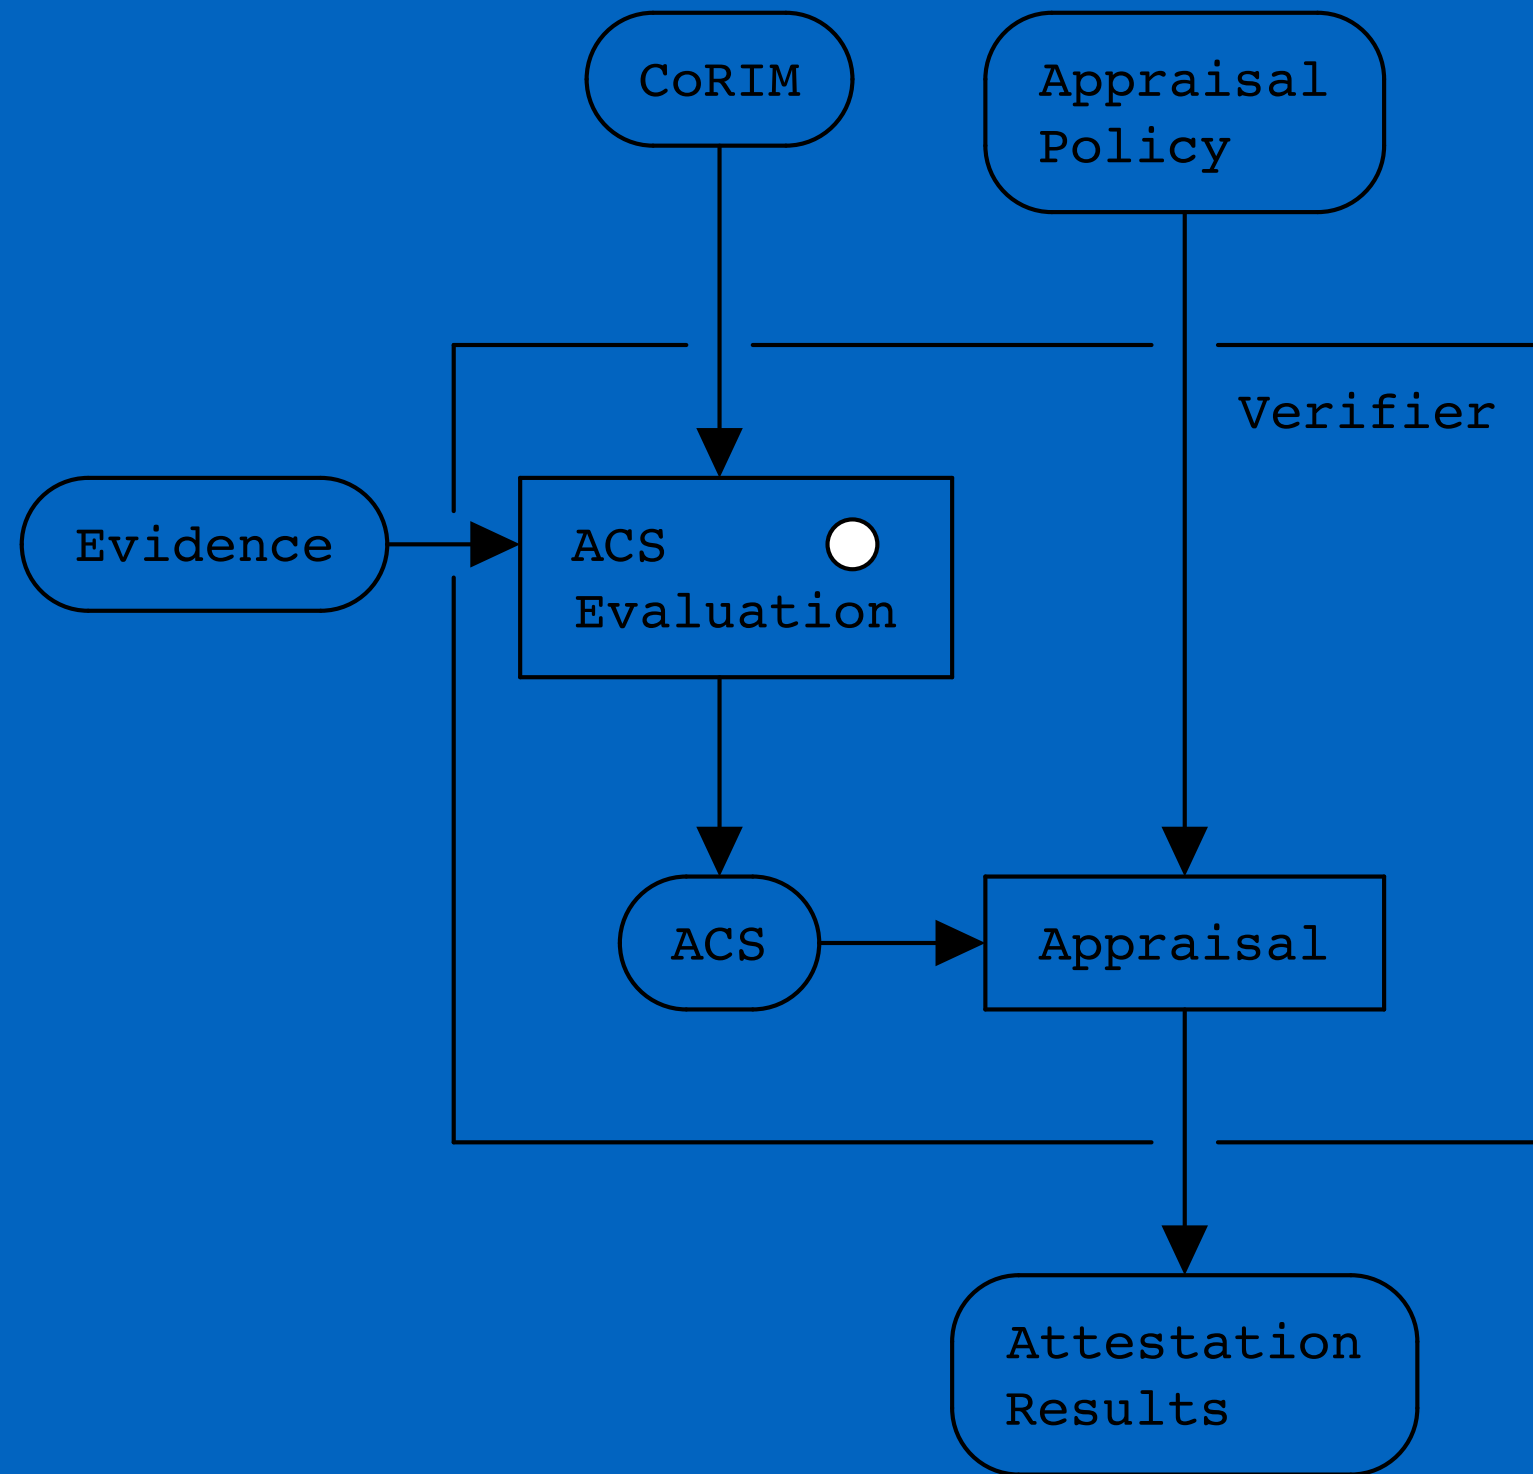 CoRIM
Appraisal
Policy
Verifier
Evidence
ACS
Evaluation
ACS
Appraisal
Attestation
Results